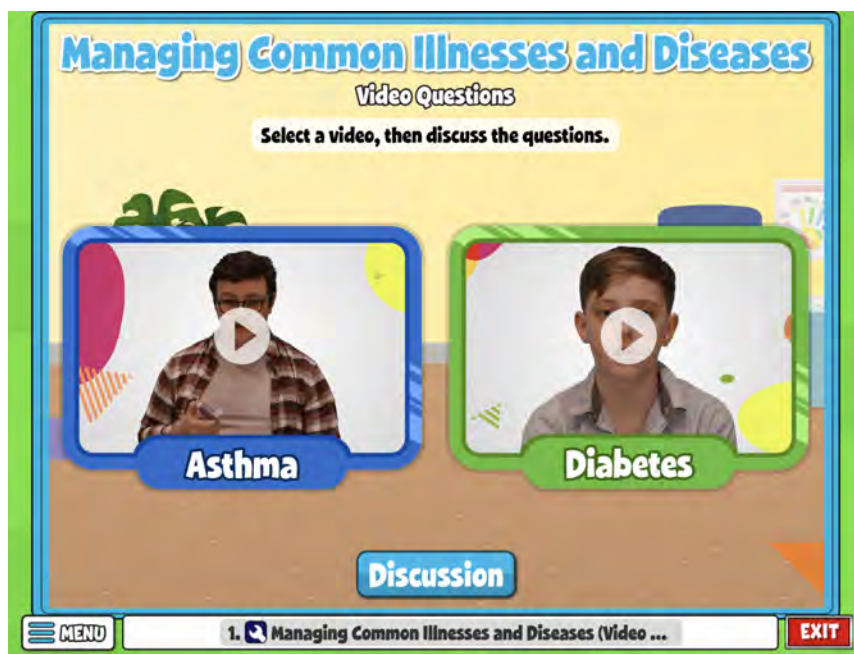 Managing Common Illnesses and Diseases
Video Questions
Select a video, then discuss the questions.
Asthma
Diabetes
Discussion
MENU
1. Managing Common Illnesses and Diseases (Video ...
EXIT